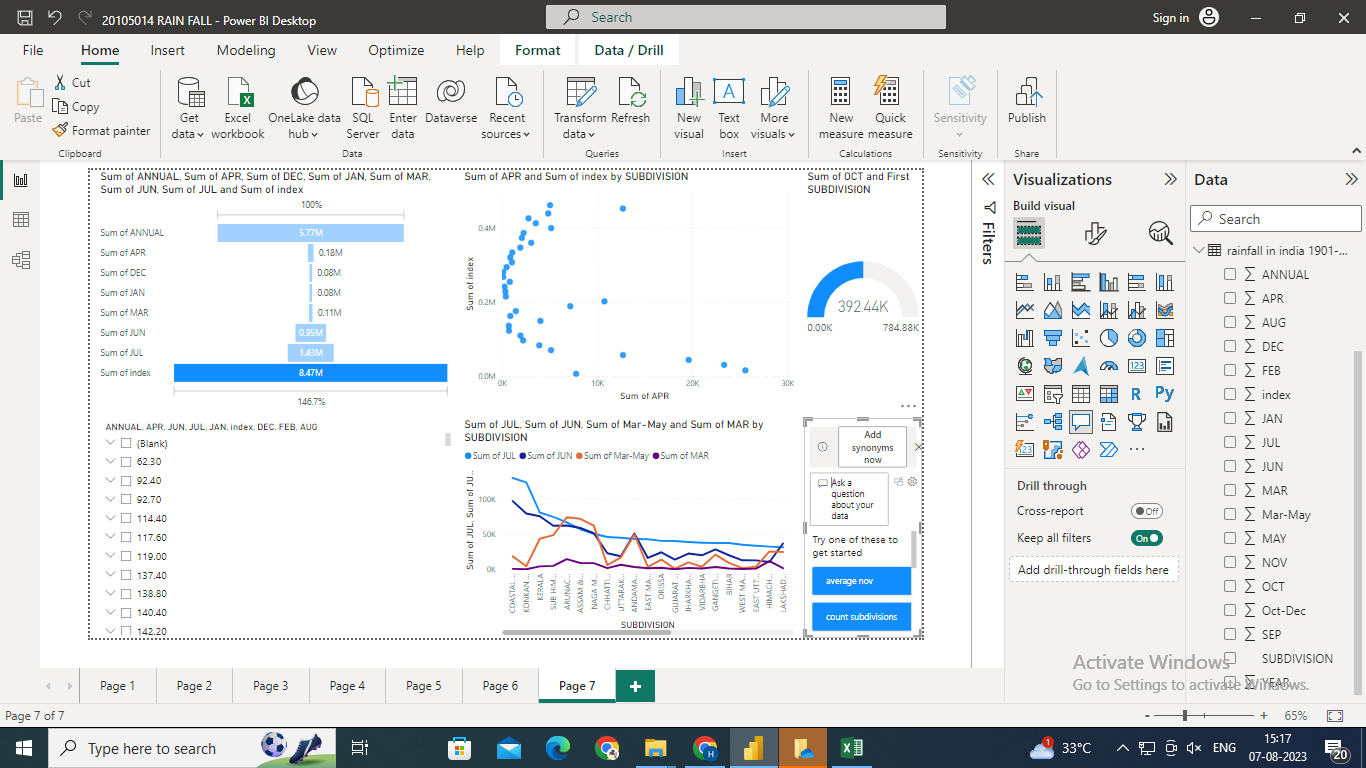 20105014 RAIN FALL - Power BI Desktop
Search
Sign in
File Home Insert Modeling View Optimize Help Format Data / Drill
Paste
Cut
Copy
Format painter
Clipboard
Get data
Excel workbook
OneLake data hub
SQL Server
Enter data
Dataverse
Recent sources
Data
Transform data
Refresh
Queries
New visual
Text box
More visuals
Insert
New measure
Quick measure
Calculations
Sensitivity
Sensitivity
Publish
Share
Sum of ANNUAL, Sum of APR, Sum of DEC, Sum of JAN, Sum of MAR,
Sum of JUN, Sum of JUL and Sum of index
100%
Sum of ANNUAL 5.77M
Sum of APR 0.18M
Sum of DEC 0.08M
Sum of JAN 0.08M
Sum of MAR 0.11M
Sum of JUN 0.95M
Sum of JUL 1.43M
Sum of index 8.47M
146.7%
Sum of APR and Sum of index by SUBDIVISION
Sum of index
0.4M
0.2M
0.0M
0K 10K 20K 30K
Sum of APR
Sum of OCT and First
SUBDIVISION
392.44K
0.00K 784.88K
ANNUAL, APR, JUN, JUL, JAN, index, DEC, FEB, AUG
(Blank)
62.30
92.40
92.70
114.40
117.60
119.00
137.40
138.80
140.40
142.20
Sum of JUL, Sum of JUN, Sum of Mar-May and Sum of MAR by
SUBDIVISION
Sum of JUL Sum of JUN Sum of Mar-May Sum of MAR
Sum of JUL, Sum of JU...
100K
50K
0K
COASTAL ...
KONKAN ...
KERALA
SUB HIM...
ARUNAC...
ASSAM &...
NAGA M...
CHHATTI...
UTTARAK...
ANDAMA...
EAST MA...
ORISSA
GUJARAT ...
JHARKHA...
VIDARBHA
GANGETI...
BIHAR
WEST MA...
EAST UTT...
HIMACH...
LAKSHAD...
SUBDIVISION
Add
synonyms
now
Ask a
question
about your
data
Try one of these to
get started
average nov
count subdivisions
Filters
Visualizations
Build visual
R Py
123
Drill through
Cross-report Off
Keep all filters On
Add drill-through fields here
Data
Search
rainfall in india 1901-...
ANNUAL
APR
AUG
DEC
FEB
index
JAN
JUL
JUN
MAR
Mar-May
MAY
NOV
OCT
Oct-Dec
SEP
SUBDIVISION
YEAR
Activate Windows
Go to Settings to activate Windows.
Page 1 Page 2 Page 3 Page 4 Page 5 Page 6 Page 7 +
Page 7 of 7
- + 65%
Type here to search
1 33°C
ENG
15:17
07-08-2023
20